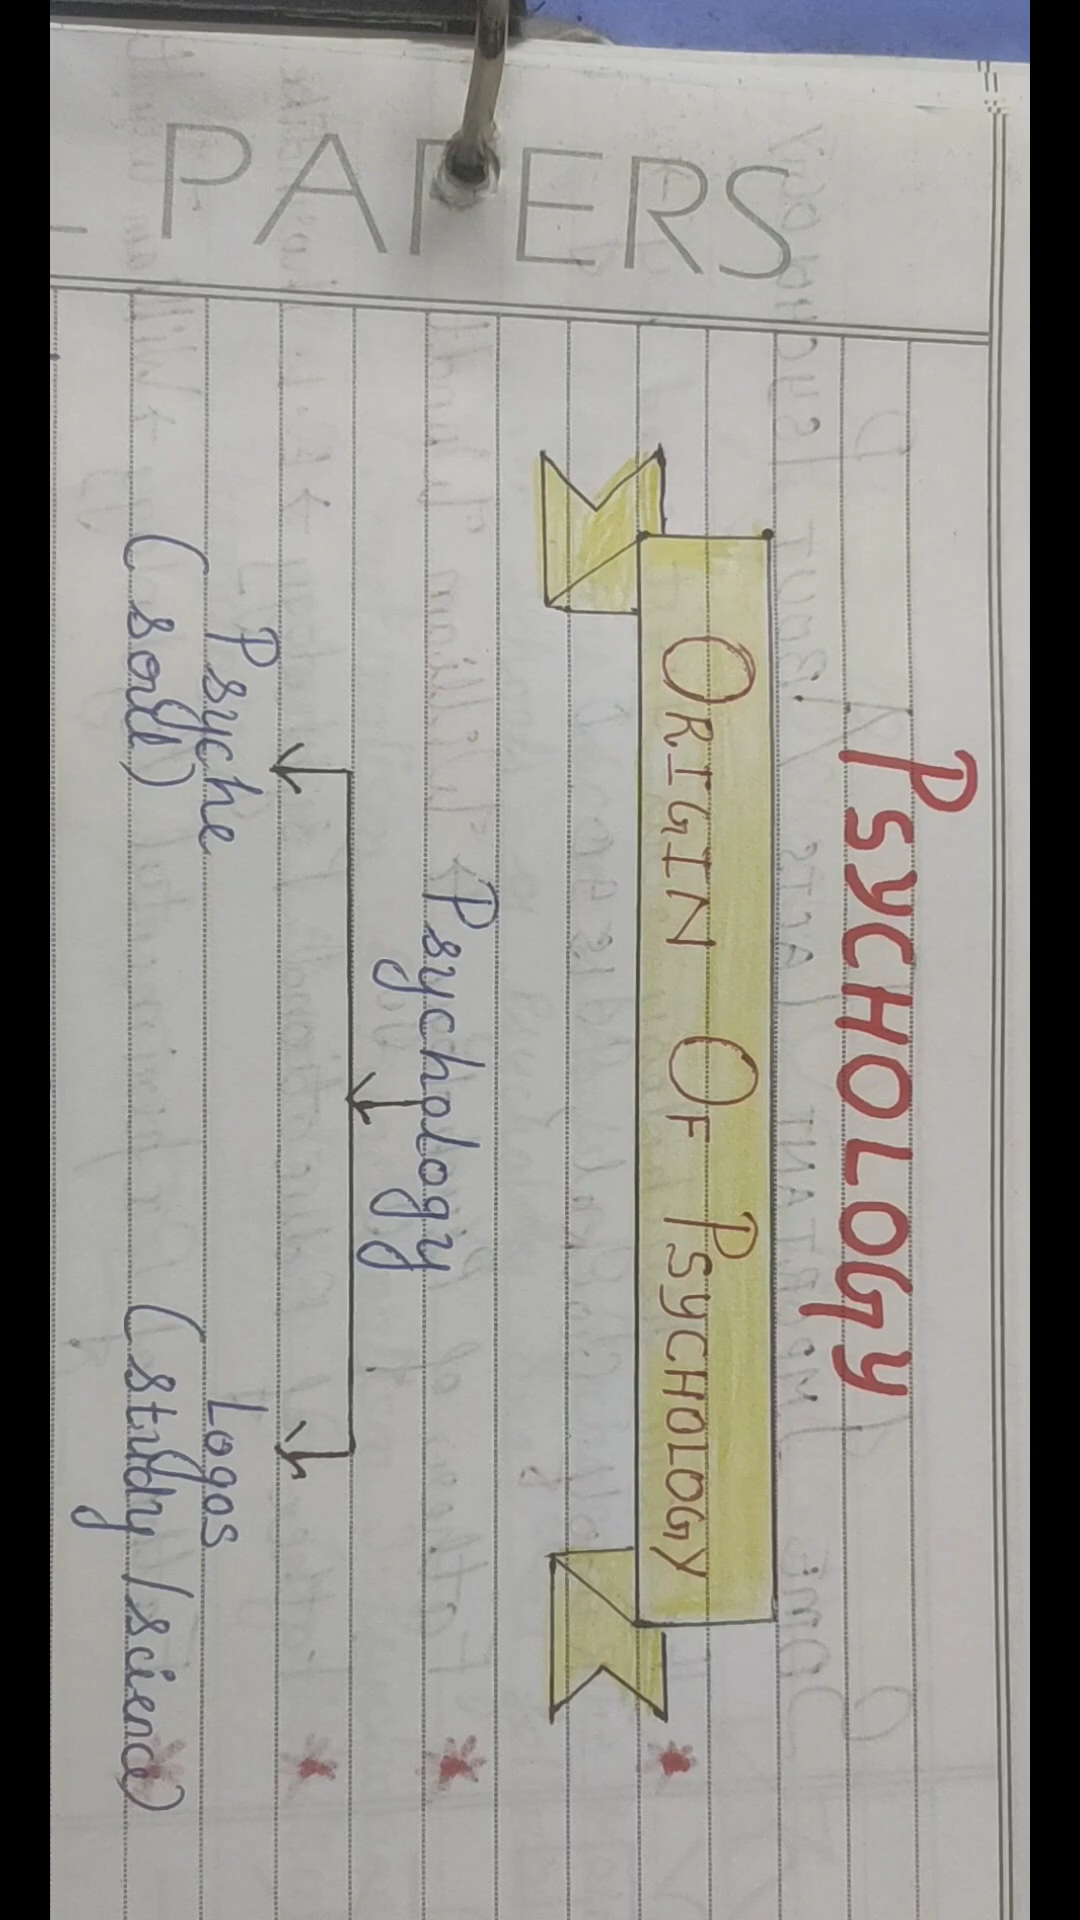 PAPERS
PSYCHOLOGY
ORIGIN OF PSYCHOLOGY
Psychology
Psyche Logos
(soul) (study/science)